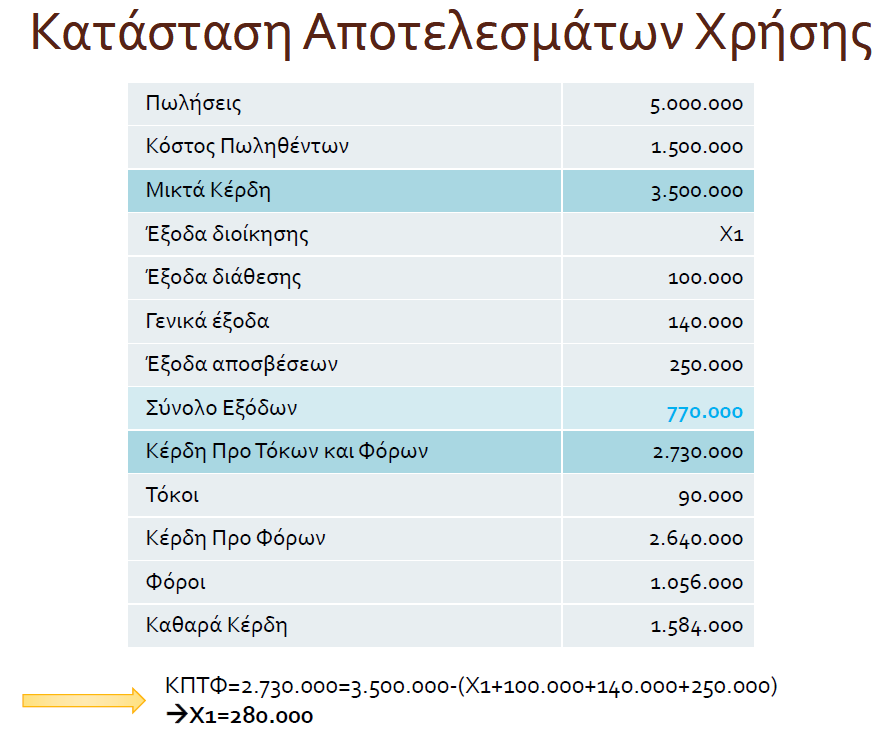 Κατάσταση Αποτελεσμάτων Χρήσης
Πωλήσεις 5.000.000
Κόστος Πωληθέντων 1.500.000
Μικτά Κέρδη 3.500.000
Έξοδα διοίκησης X1
Έξοδα διάθεσης 100.000
Γενικά έξοδα 140.000
Έξοδα αποσβέσεων 250.000
Σύνολο Εξόδων 770.000
Κέρδη Προ Τόκων και Φόρων 2.730.000
Τόκοι 90.000
Κέρδη Προ Φόρων 2.640.000
Φόροι 1.056.000
Καθαρά Κέρδη 1.584.000
ΚΠΤΦ=2.730.000=3.500.000-(X1+100.000+140.000+250.000)
→X1=280.000